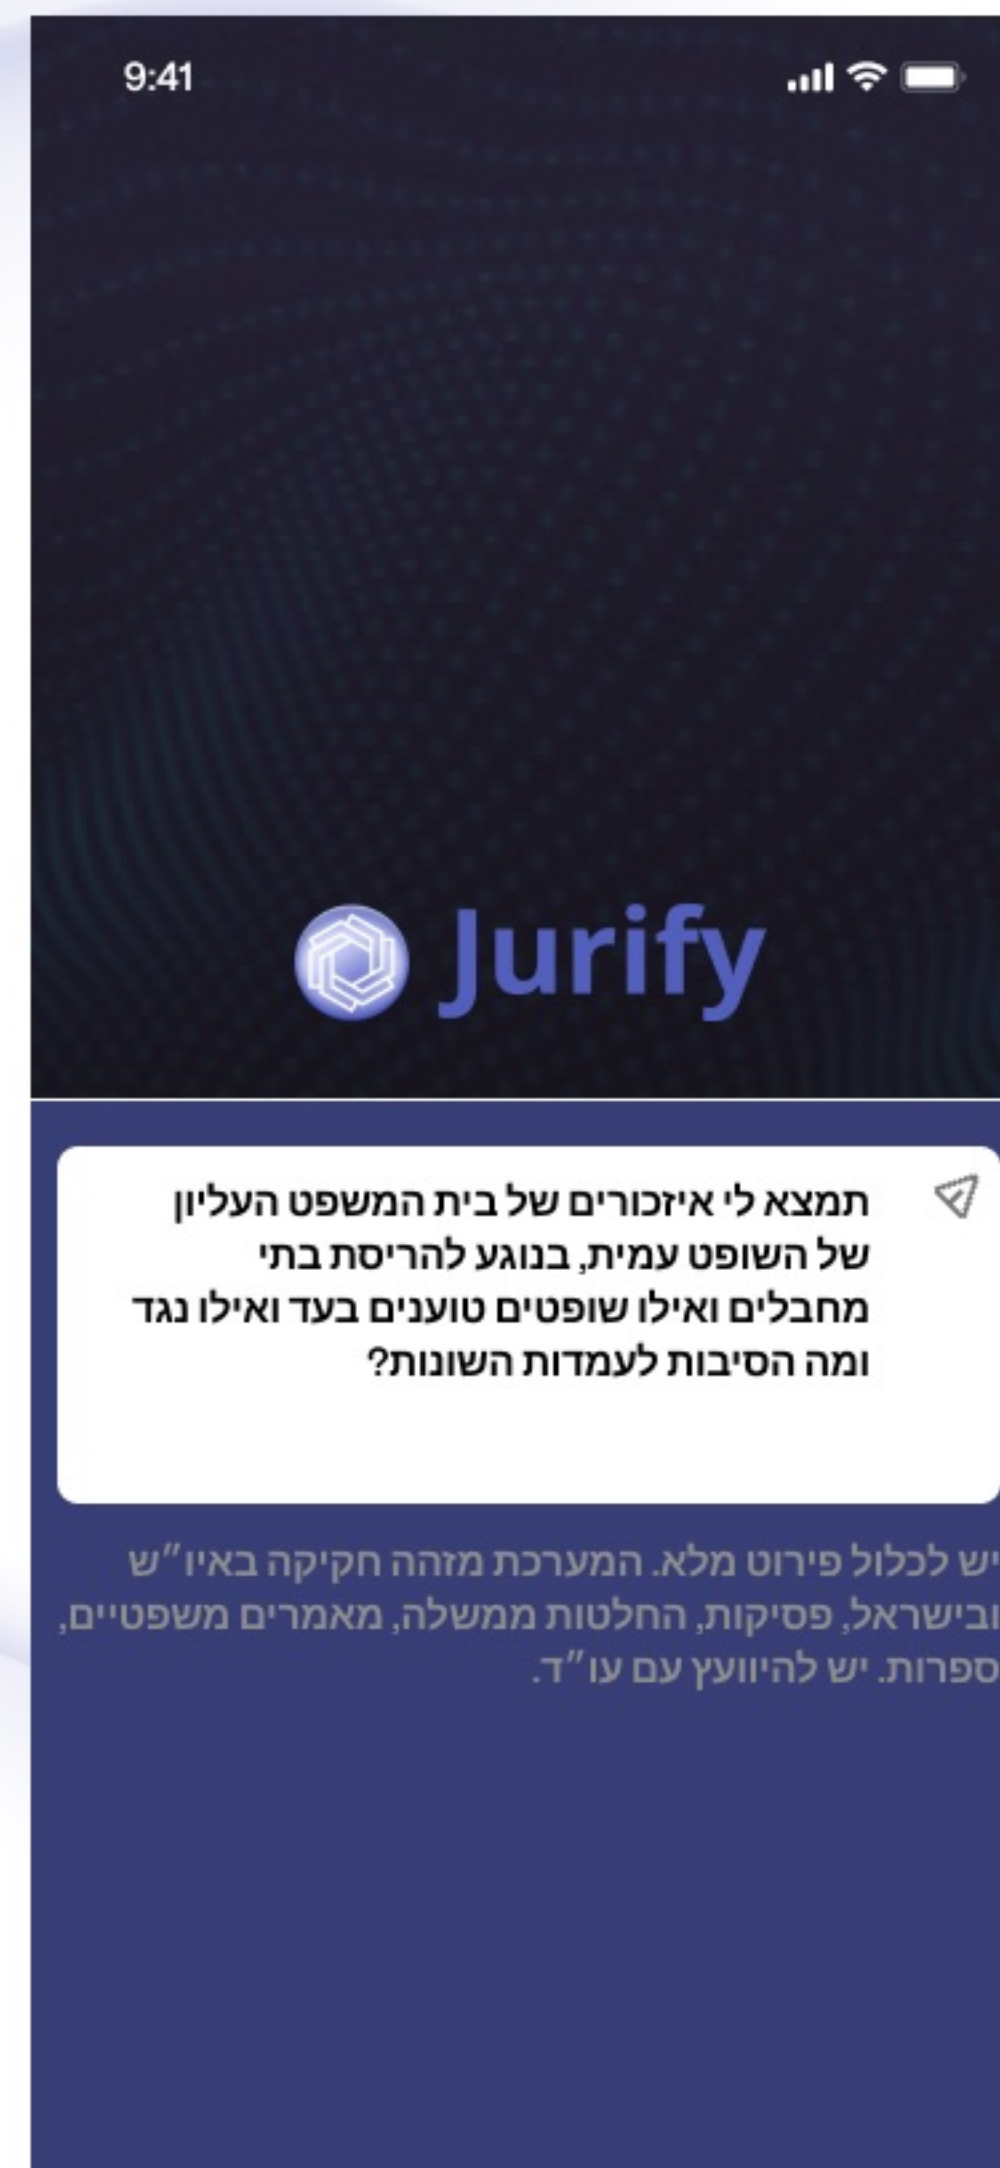 9:41
Jurify
תמצא לי איזכורים של בית המשפט העליון
של השופט עמית, בנוגע להריסת בתי
מחבלים ואילו שופטים טוענים בעד ואילו נגד
ומה הסיבות לעמדות השונות?
יש לכלול פירוט מלא. המערכת מזהה חקיקה באיו״ש
ובישראל, פסיקות, החלטות ממשלה, מאמרים משפטיים,
ספרות. יש להיוועץ עם עו״ד.